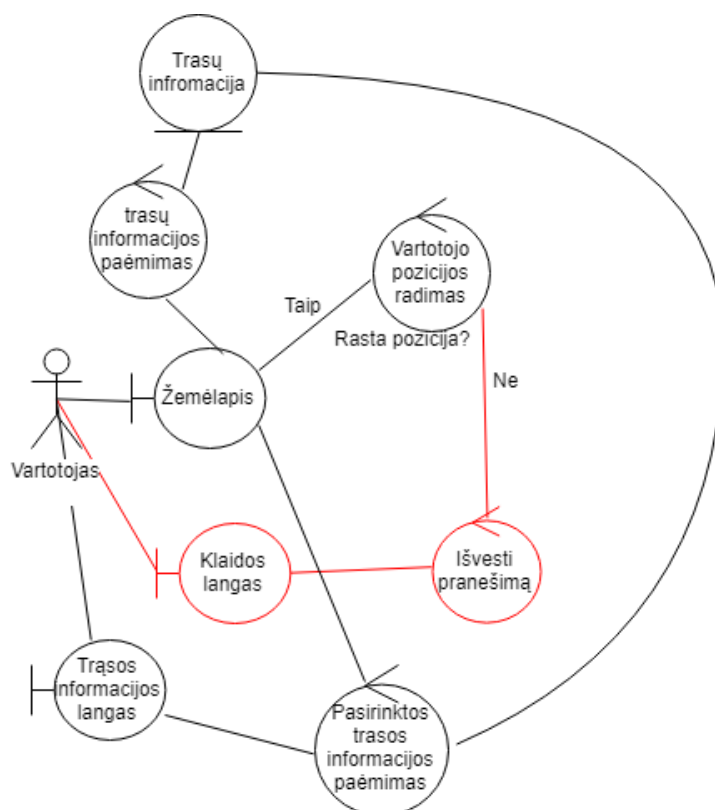 Trasų
infromacija
trasų
informacijos
paėmimas
Vartotojo
pozicijos
radimas
Taip
Rasta pozicija?
Žemėlapis
Ne
Vartotojas
Klaidos
langas
Išvesti
pranešimą
Trąsos
informacijos
langas
Pasirinktos
trasos
informacijos
paėmimas